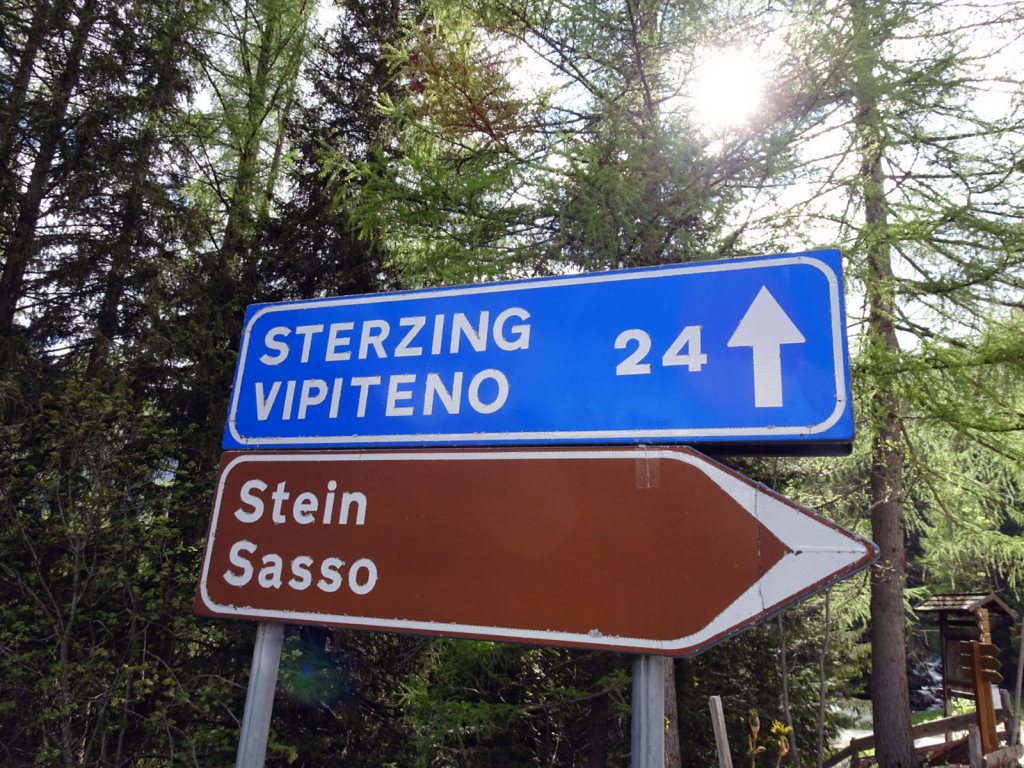 STERZING
VIPITENO 24
Stein
Sasso